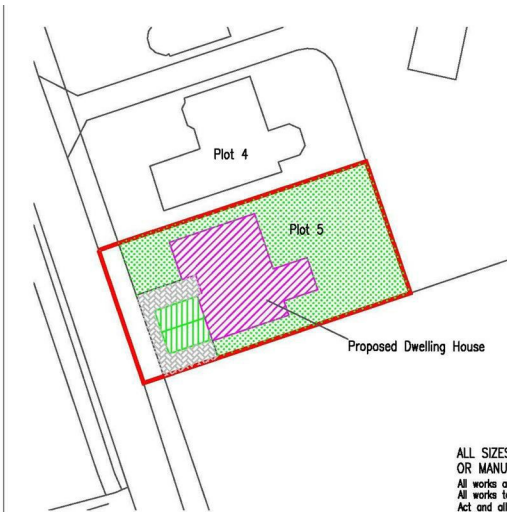 Plot 4
Plot 5
Proposed Dwelling House
ALL SIZES
OR MANU
All works
All works
Act and all